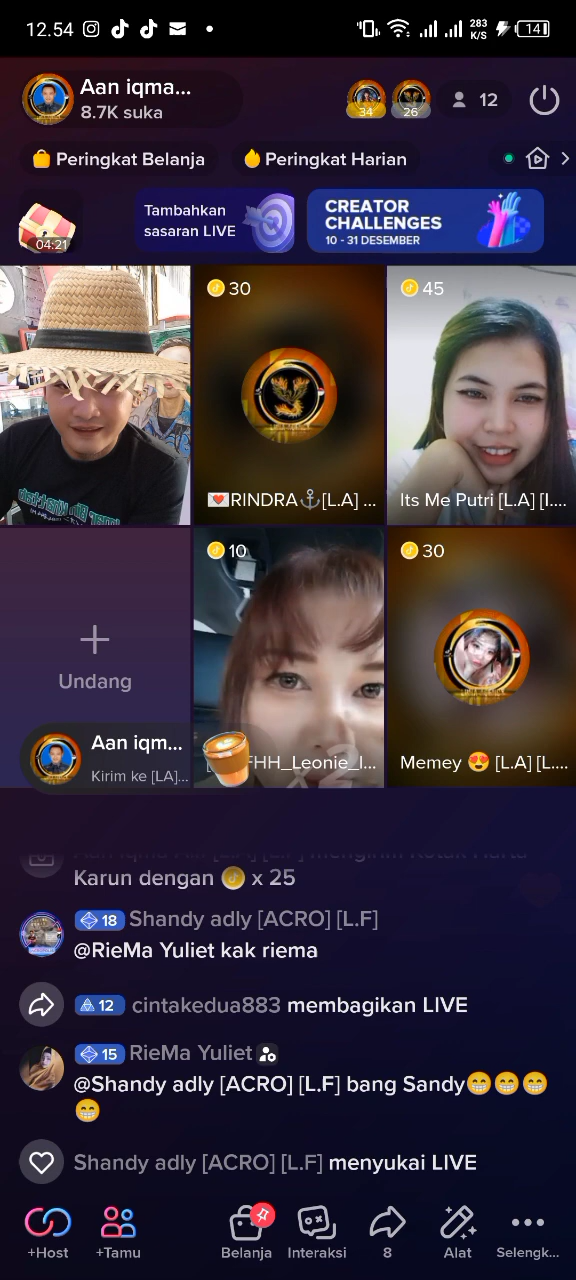 12.54
283
K/S
14
Aan iqma...
8.7K suka
34
26
12
Peringkat Belanja
Peringkat Harian
04:21
Tambahkan
sasaran LIVE
CREATOR
CHALLENGES
10 - 31 DESEMBER
30
45
💌RINDRA⚓[L.A] ...
Its Me Putri [L.A] [I....
10
30
Undang
FHH_Leonie_I...
Memey 😍 [L.A] [L....
Aan iqm...
Kirim ke [LA]...
Karun dengan x 25
18 Shandy adly [ACRO] [L.F]
@RieMa Yuliet kak riema
12 cintakedua883 membagikan LIVE
15 RieMa Yuliet
@Shandy adly [ACRO] [L.F] bang Sandy😁😁😁
😁
Shandy adly [ACRO] [L.F] menyukai LIVE
+Host
+Tamu
Belanja
Interaksi
8
Alat
Selengk...